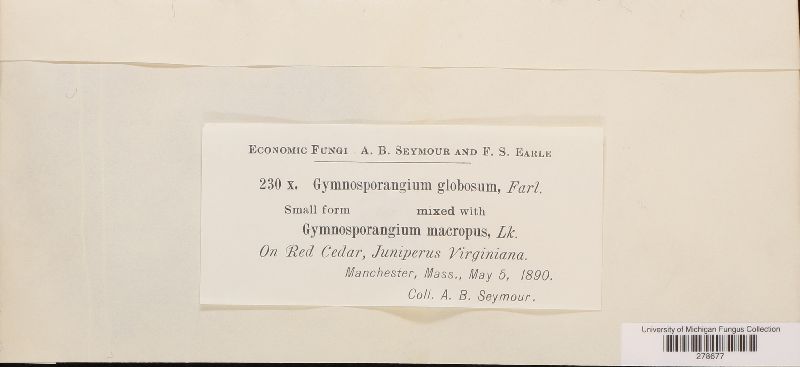 Economic Fungi. A. B. Seymour and F. S. Earle
230 x. Gymnosporangium globosum, Farl.
Small form mixed with
Gymnosporangium macropus, Lk.
On Red Cedar, Juniperus Virginiana.
Manchester, Mass., May 5, 1890.
Coll. A. B. Seymour.
University of Michigan Fungus Collection
278677